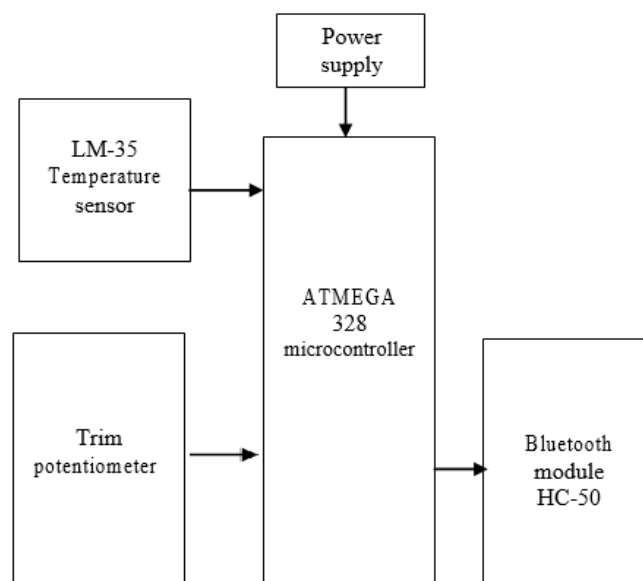 Power
supply
LM-35
Temperature
sensor
ATMEGA
328
microcontroller
Trim
potentiometer
Bluetooth
module
HC-50